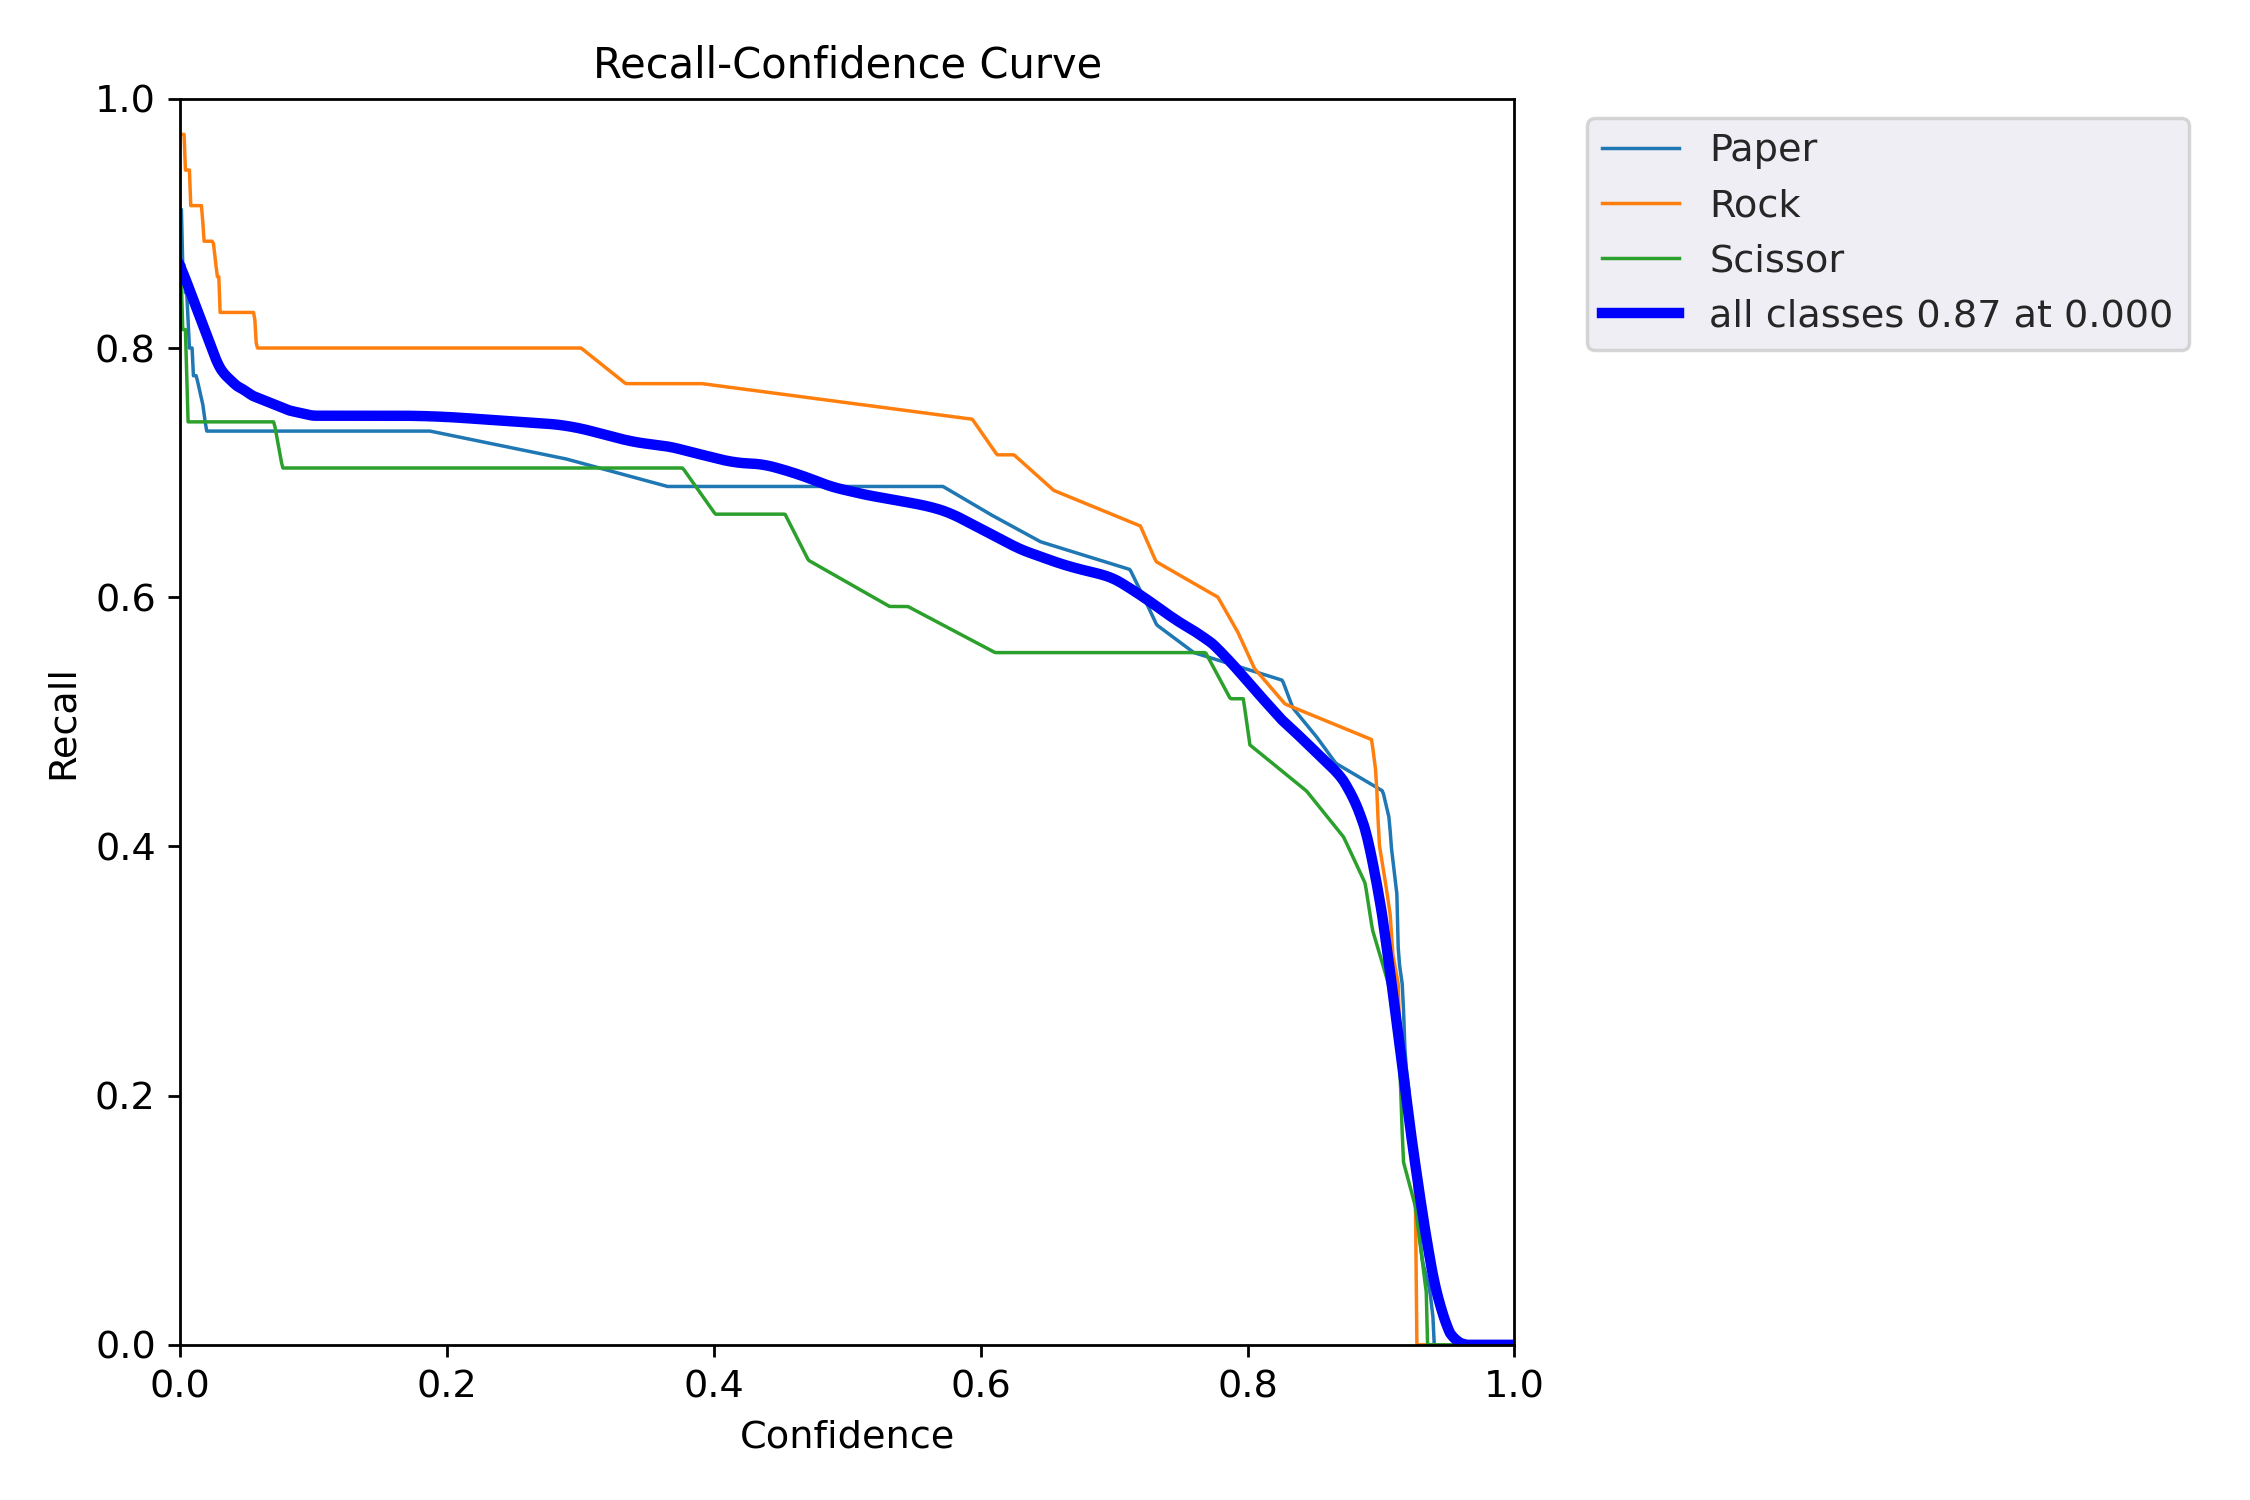 Recall-Confidence Curve
1.0
0.8
0.6
0.4
0.2
0.0
Recall
0.0 0.2 0.4 0.6 0.8 1.0
Confidence
Paper
Rock
Scissor
all classes 0.87 at 0.000